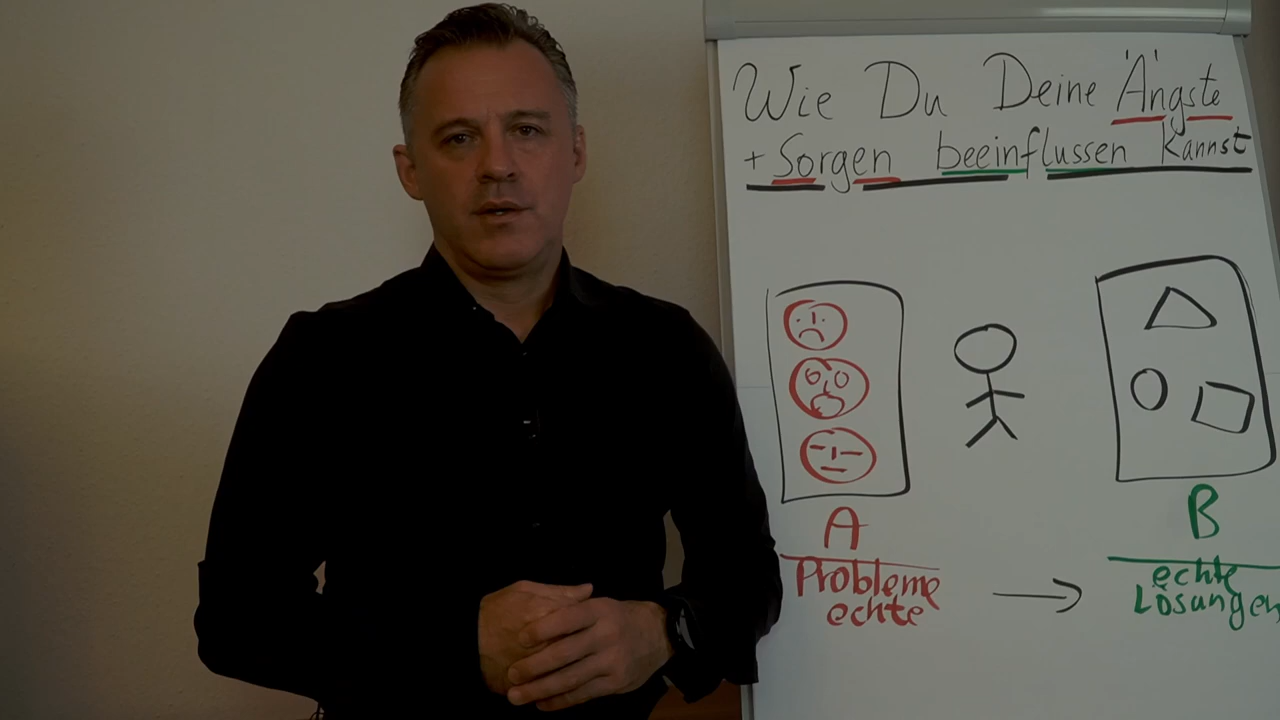 Wie Du Deine Ängste
+ Sorgen beeinflussen kannst
A
Probleme
echte
B
echte
Lösungen